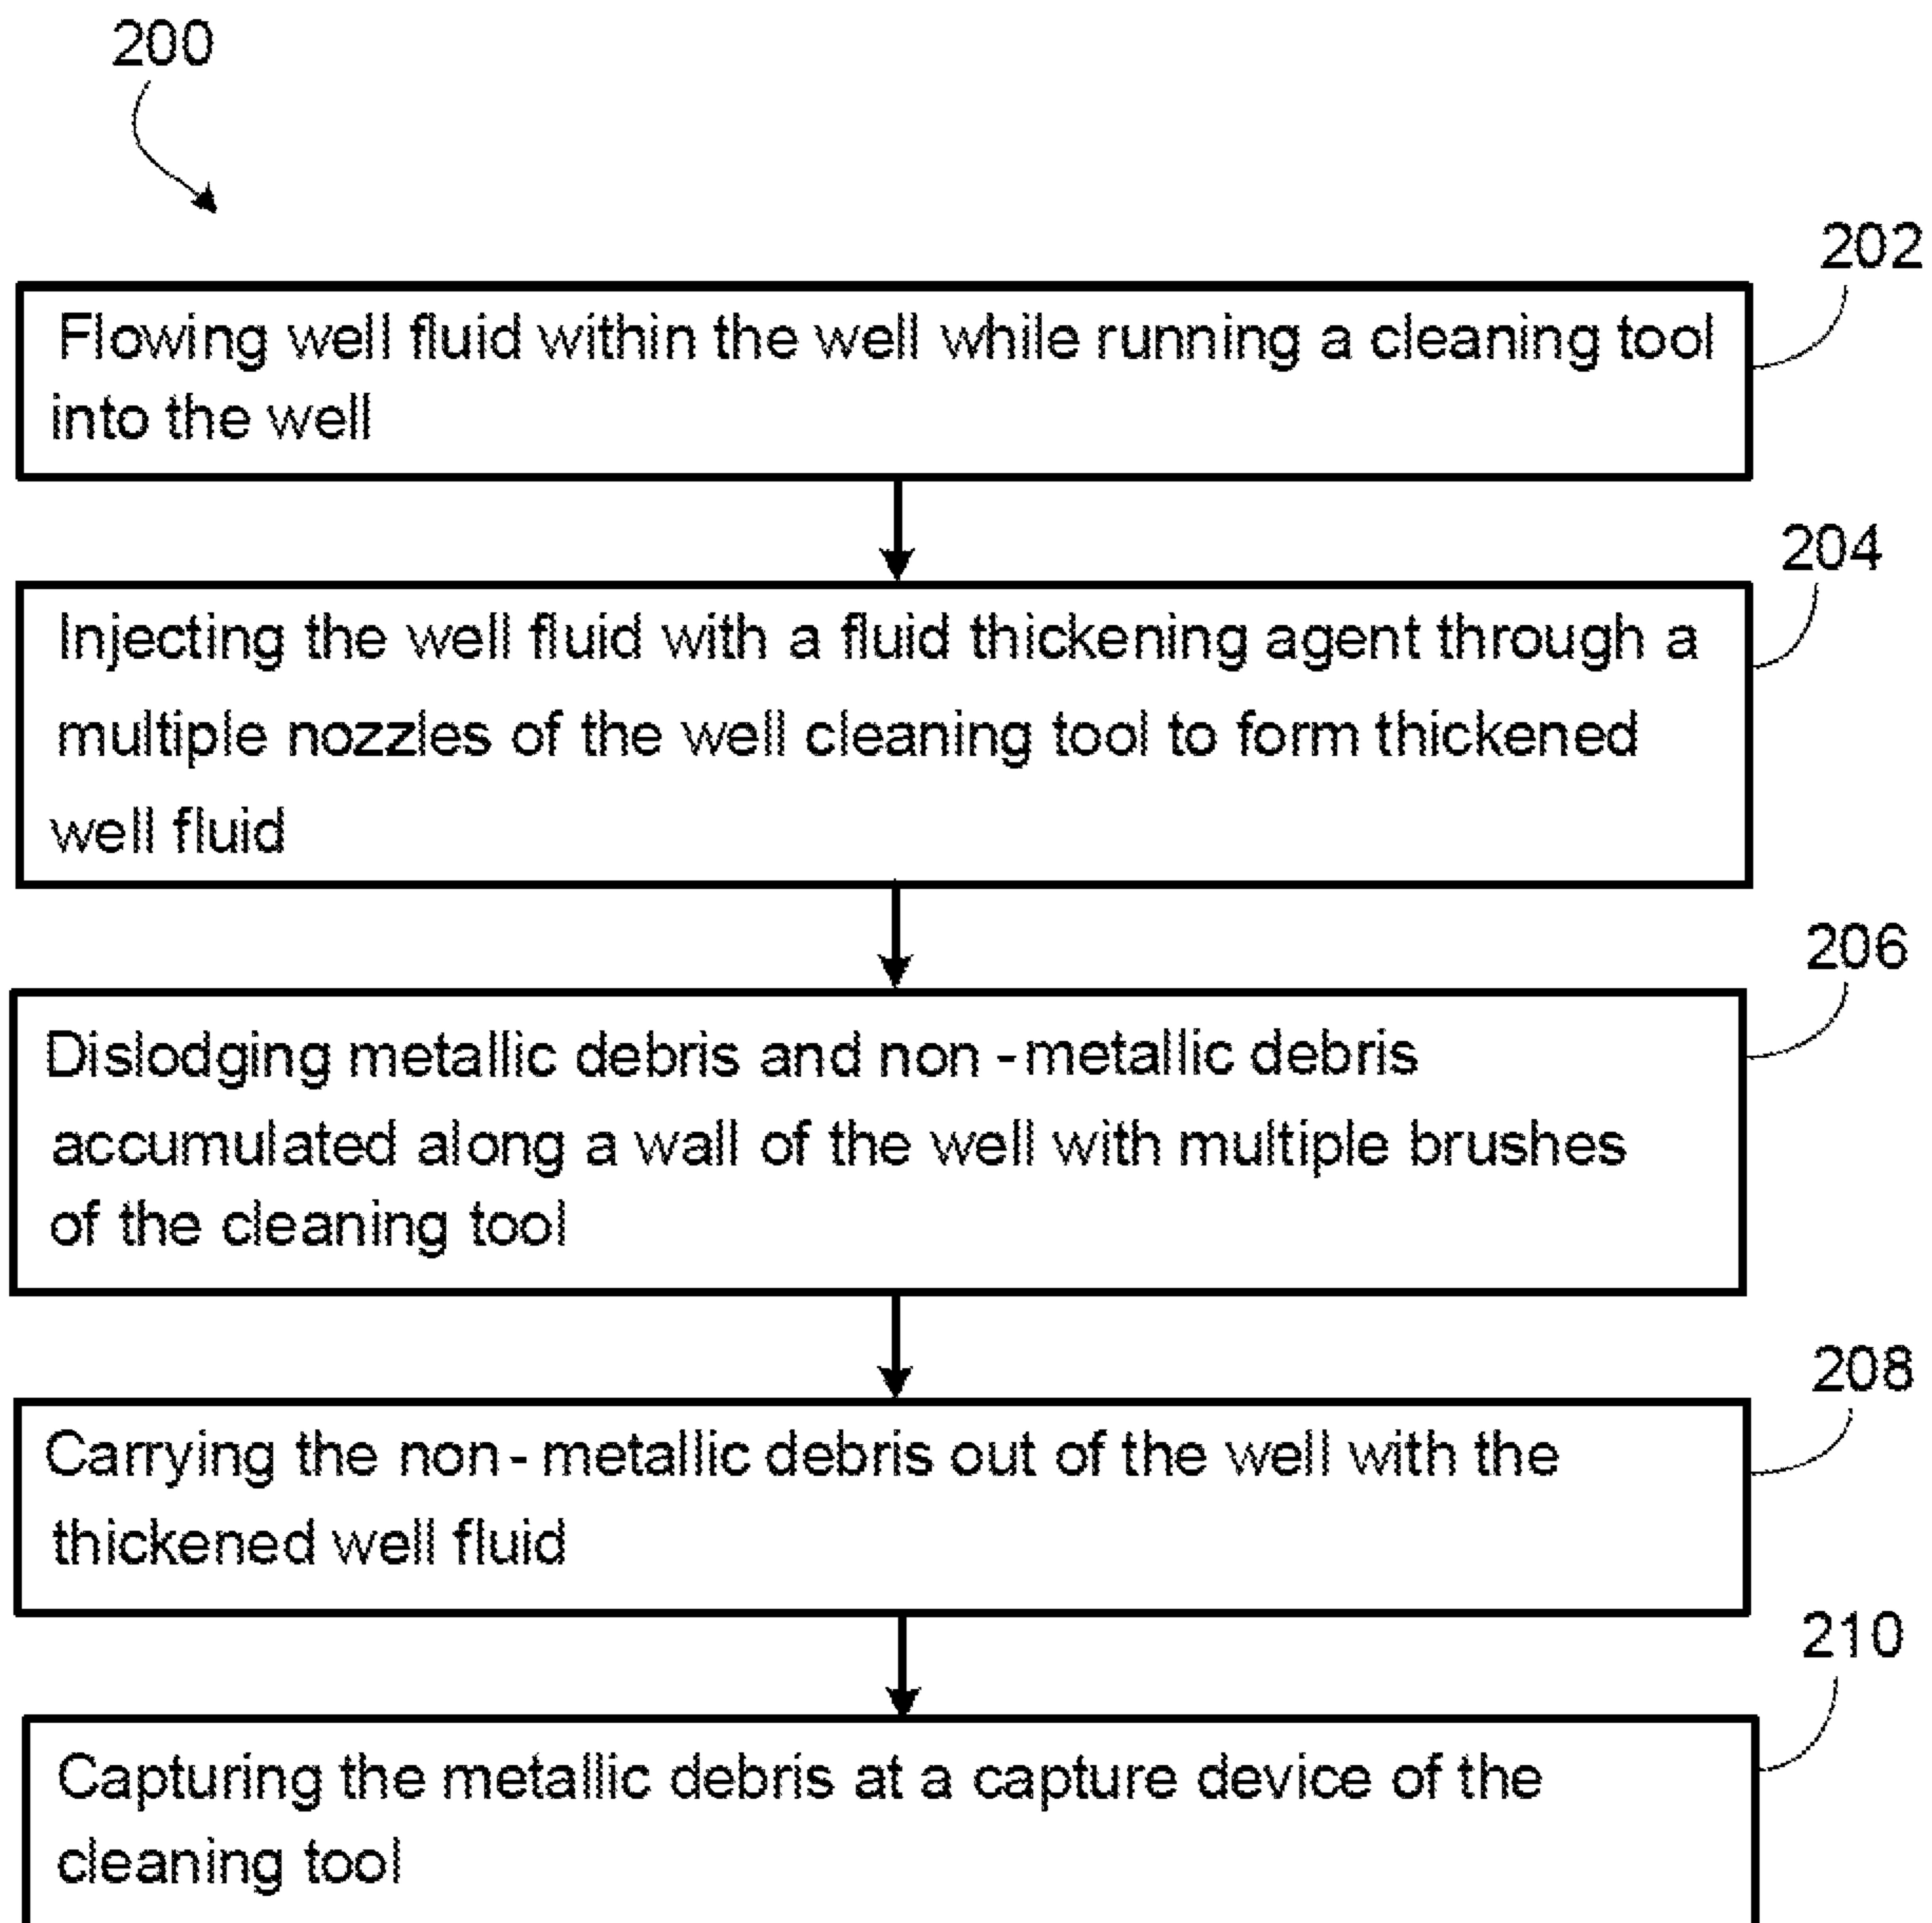 200
202
Flowing well fluid within the well while running a cleaning tool
into the well
204
Injecting the well fluid with a fluid thickening agent through a
multiple nozzles of the well cleaning tool to form thickened
well fluid
206
Dislodging metallic debris and non -metallic debris
accumulated along a wall of the well with multiple brushes
of the cleaning tool
208
Carrying the non- metallic debris out of the well with the
thickened well fluid
210
Capturing the metallic debris at a capture device of the
cleaning tool